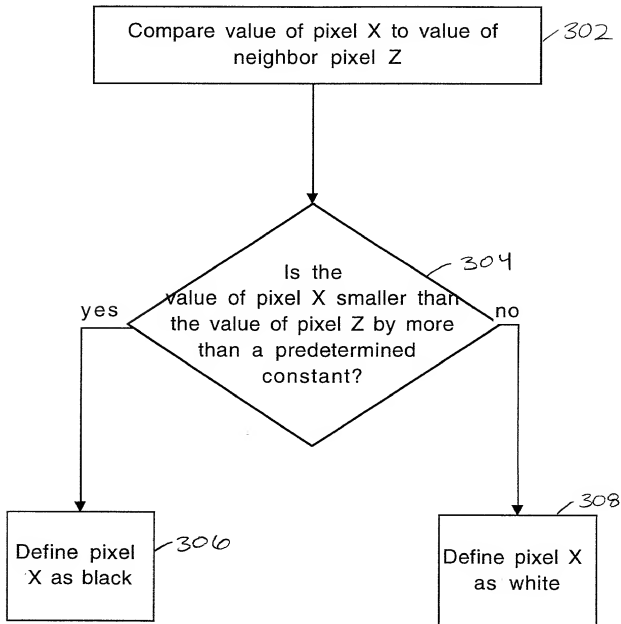 Compare value of pixel X to value of
neighbor pixel Z
302
304
Is the
value of pixel X smaller than
the value of pixel Z by more
than a predetermined
constant?
yes
no
306
308
Define pixel
X as black
Define pixel X
as white